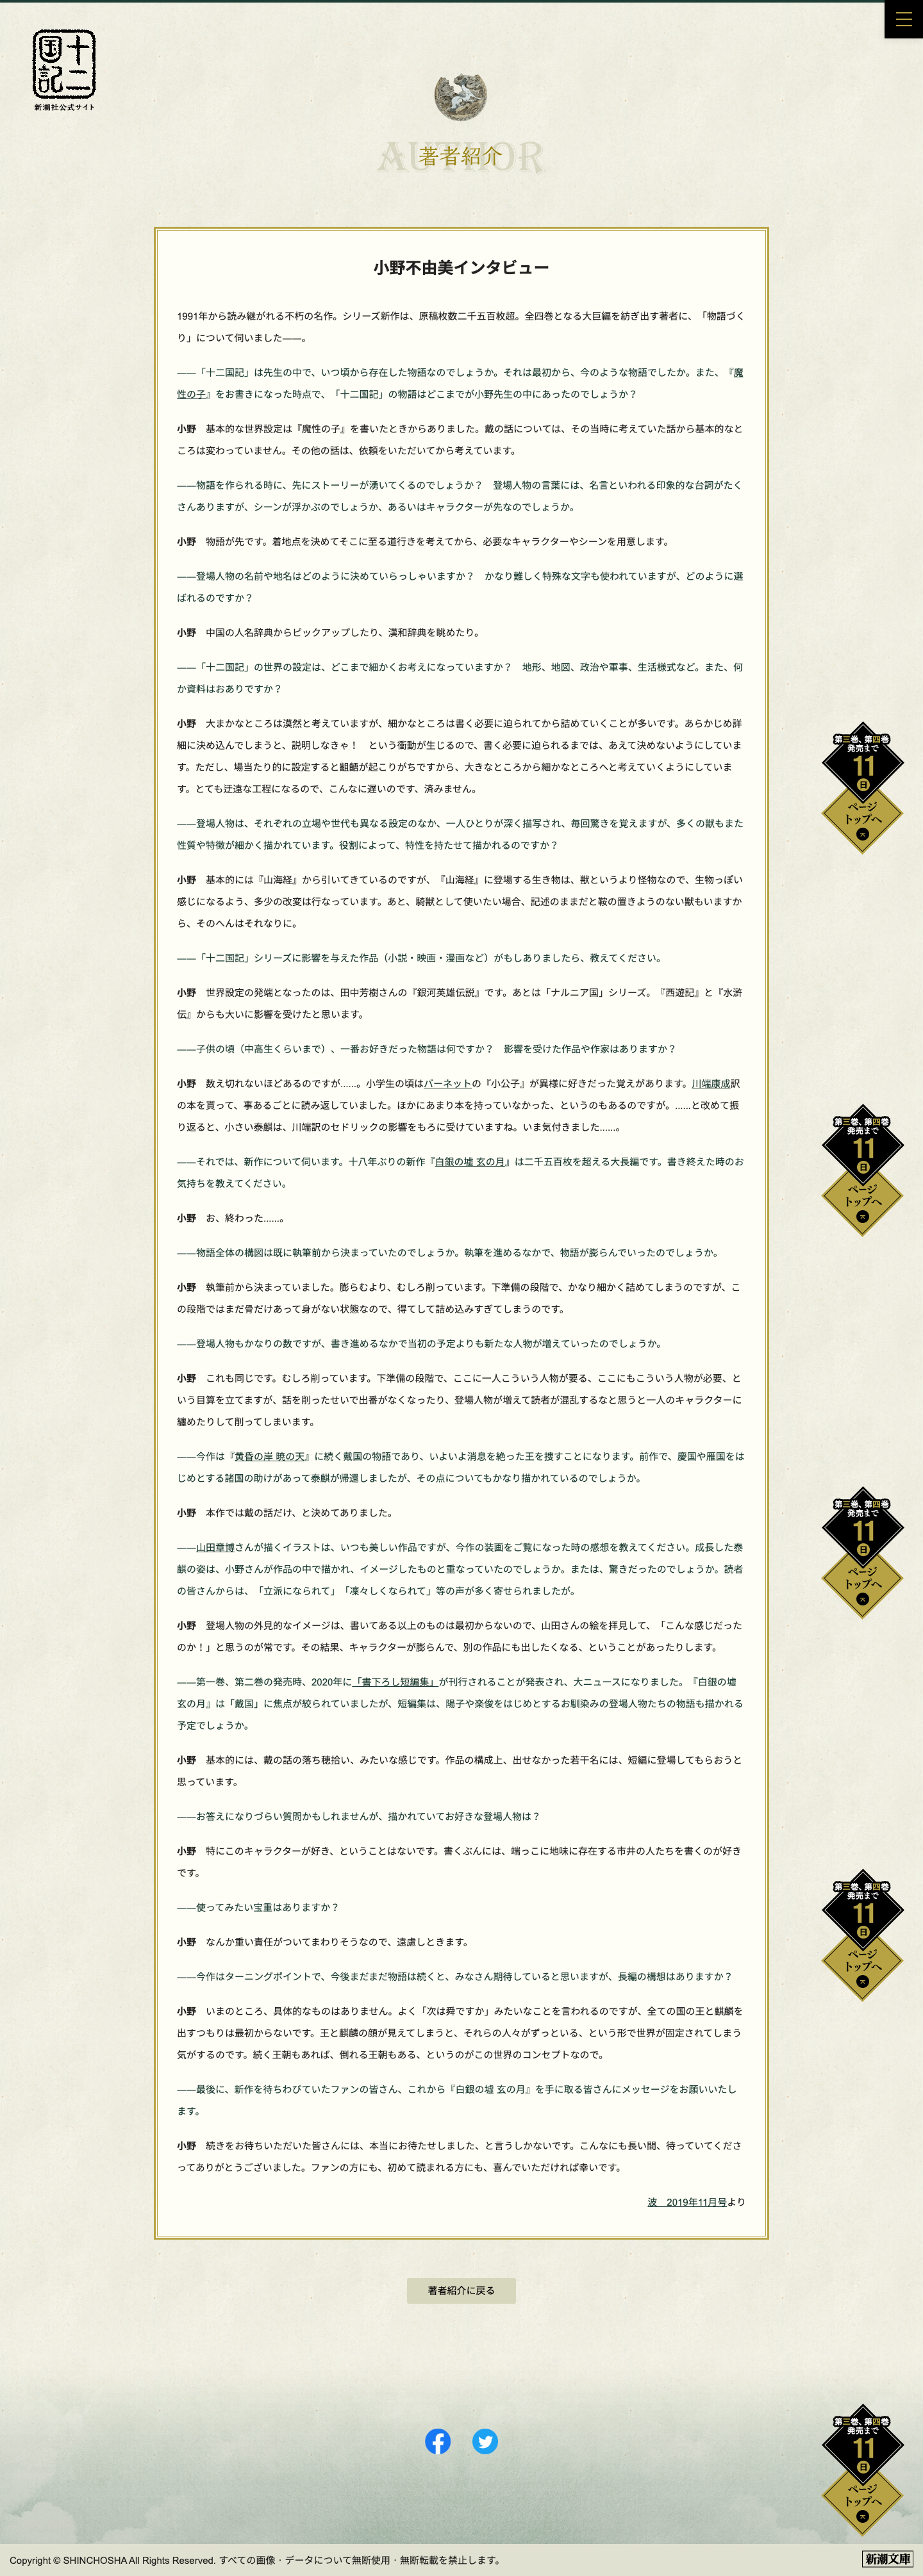 十二国記
新潮社公式サイト
AUTHOR
著者紹介
小野不由美インタビュー
1991年から読み継がれる不朽の名作。シリーズ新作は、原稿枚数二千五百枚超。全四巻となる大巨編を紡ぎ出す著者に、「物語づく
り」について伺いました——。
——「十二国記」は先生の中で、いつ頃から存在した物語なのでしょうか。それは最初から、今のような物語でしたか。また、『魔
性の子』をお書きになった時点で、「十二国記」の物語はどこまでが小野先生の中にあったのでしょうか？
小野　基本的な世界設定は『魔性の子』を書いたときからありました。戴の話については、その当時に考えていた話から基本的なと
ころは変わっていません。その他の話は、依頼をいただいてから考えています。
——物語を作られる時に、先にストーリーが湧いてくるのでしょうか？　登場人物の言葉には、名言といわれる印象的な台詞がたく
さんありますが、シーンが浮かぶのでしょうか、あるいはキャラクターが先なのでしょうか。
小野　物語が先です。着地点を決めてそこに至る道行きを考えてから、必要なキャラクターやシーンを用意します。
——登場人物の名前や地名はどのように決めていらっしゃいますか？　かなり難しく特殊な文字も使われていますが、どのように選
ばれるのですか？
小野　中国の人名辞典からピックアップしたり、漢和辞典を眺めたり。
——「十二国記」の世界の設定は、どこまで細かくお考えになっていますか？　地形、地図、政治や軍事、生活様式など。また、何
か資料はおありですか？
小野　大まかなところは漠然と考えていますが、細かなところは書く必要に迫られてから詰めていくことが多いです。あらかじめ詳
細に決め込んでしまうと、説明しなきゃ！　という衝動が生じるので、書く必要に迫られるまでは、あえて決めないようにしていま
す。ただし、場当たり的に設定すると齟齬が起こりがちですから、大きなところから細かなところへと考えていくようにしていま
す。とても迂遠な工程になるので、こんなに遅いのです、済みません。
——登場人物は、それぞれの立場や世代も異なる設定のなか、一人ひとりが深く描写され、毎回驚きを覚えますが、多くの獣もまた
性質や特徴が細かく描かれています。役割によって、特性を持たせて描かれるのですか？
小野　基本的には『山海経』から引いてきているのですが、『山海経』に登場する生き物は、獣というより怪物なので、生物っぽい
感じになるよう、多少の改変は行なっています。あと、騎獣として使いたい場合、記述のままだと鞍の置きようのない獣もいますか
ら、そのへんはそれなりに。
——「十二国記」シリーズに影響を与えた作品（小説・映画・漫画など）がもしありましたら、教えてください。
小野　世界設定の発端となったのは、田中芳樹さんの『銀河英雄伝説』です。あとは「ナルニア国」シリーズ。『西遊記』と『水滸
伝』からも大いに影響を受けたと思います。
——子供の頃（中高生くらいまで）、一番お好きだった物語は何ですか？　影響を受けた作品や作家はありますか？
小野　数え切れないほどあるのですが……。小学生の頃はバーネットの『小公子』が異様に好きだった覚えがあります。川端康成訳
の本を貰って、事あるごとに読み返していました。ほかにあまり本を持っていなかった、というのもあるのですが。……と改めて振
り返ると、小さい泰麒は、川端訳のセドリックの影響をもろに受けていますね。いま気付きました……。
——それでは、新作について伺います。十八年ぶりの新作『白銀の墟 玄の月』は二千五百枚を超える大長編です。書き終えた時のお
気持ちを教えてください。
小野　お、終わった……。
——物語全体の構図は既に執筆前から決まっていたのでしょうか。執筆を進めるなかで、物語が膨らんでいったのでしょうか。
小野　執筆前から決まっていました。膨らむより、むしろ削っています。下準備の段階で、かなり細かく詰めてしまうのですが、こ
の段階ではまだ骨だけあって身がない状態なので、得てして詰め込みすぎてしまうのです。
——登場人物もかなりの数ですが、書き進めるなかで当初の予定よりも新たな人物が増えていったのでしょうか。
小野　これも同じです。むしろ削っています。下準備の段階で、ここに一人こういう人物が要る、ここにもこういう人物が必要、と
いう目算を立てますが、話を削ったせいで出番がなくなったり、登場人物が増えて読者が混乱するなと思うと一人のキャラクターに
纏めたりして削ってしまいます。
——今作は『黄昏の岸 暁の天』に続く戴国の物語であり、いよいよ消息を絶った王を捜すことになります。前作で、慶国や雁国をは
じめとする諸国の助けがあって泰麒が帰還しましたが、その点についてもかなり描かれているのでしょうか。
小野　本作では戴の話だけ、と決めてありました。
——山田章博さんが描くイラストは、いつも美しい作品ですが、今作の装画をご覧になった時の感想を教えてください。成長した泰
麒の姿は、小野さんが作品の中で描かれ、イメージしたものと重なっていたのでしょうか。または、驚きだったのでしょうか。読者
の皆さんからは、「立派になられて」「凜々しくなられて」等の声が多く寄せられましたが。
小野　登場人物の外見的なイメージは、書いてある以上のものは最初からないので、山田さんの絵を拝見して、「こんな感じだった
のか！」と思うのが常です。その結果、キャラクターが膨らんで、別の作品にも出したくなる、ということがあったりします。
——第一巻、第二巻の発売時、2020年に「書下ろし短編集」が刊行されることが発表され、大ニュースになりました。『白銀の墟
玄の月』は「戴国」に焦点が絞られていましたが、短編集は、陽子や楽俊をはじめとするお馴染みの登場人物たちの物語も描かれる
予定でしょうか。
小野　基本的には、戴の話の落ち穂拾い、みたいな感じです。作品の構成上、出せなかった若干名には、短編に登場してもらおうと
思っています。
——お答えになりづらい質問かもしれませんが、描かれていてお好きな登場人物は？
小野　特にこのキャラクターが好き、ということはないです。書くぶんには、端っこに地味に存在する市井の人たちを書くのが好き
です。
——使ってみたい宝重はありますか？
小野　なんか重い責任がついてまわりそうなので、遠慮しときます。
——今作はターニングポイントで、今後まだまだ物語は続くと、みなさん期待していると思いますが、長編の構想はありますか？
小野　いまのところ、具体的なものはありません。よく「次は舜ですか」みたいなことを言われるのですが、全ての国の王と麒麟を
出すつもりは最初からないです。王と麒麟の顔が見えてしまうと、それらの人々がずっといる、という形で世界が固定されてしまう
気がするのです。続く王朝もあれば、倒れる王朝もある、というのがこの世界のコンセプトなので。
——最後に、新作を待ちわびていたファンの皆さん、これから『白銀の墟 玄の月』を手に取る皆さんにメッセージをお願いいたし
ます。
小野　続きをお待ちいただいた皆さんには、本当にお待たせしました、と言うしかないです。こんなにも長い間、待っていてくださ
ってありがとうございました。ファンの方にも、初めて読まれる方にも、喜んでいただければ幸いです。
波　2019年11月号より
著者紹介に戻る
第三巻、第四巻
発売まで
11
日
ページ
トップへ
第三巻、第四巻
発売まで
11
日
ページ
トップへ
第三巻、第四巻
発売まで
11
日
ページ
トップへ
第三巻、第四巻
発売まで
11
日
ページ
トップへ
第三巻、第四巻
発売まで
11
日
ページ
トップへ
Copyright © SHINCHOSHA All Rights Reserved. すべての画像・データについて無断使用・無断転載を禁止します。
新潮文庫